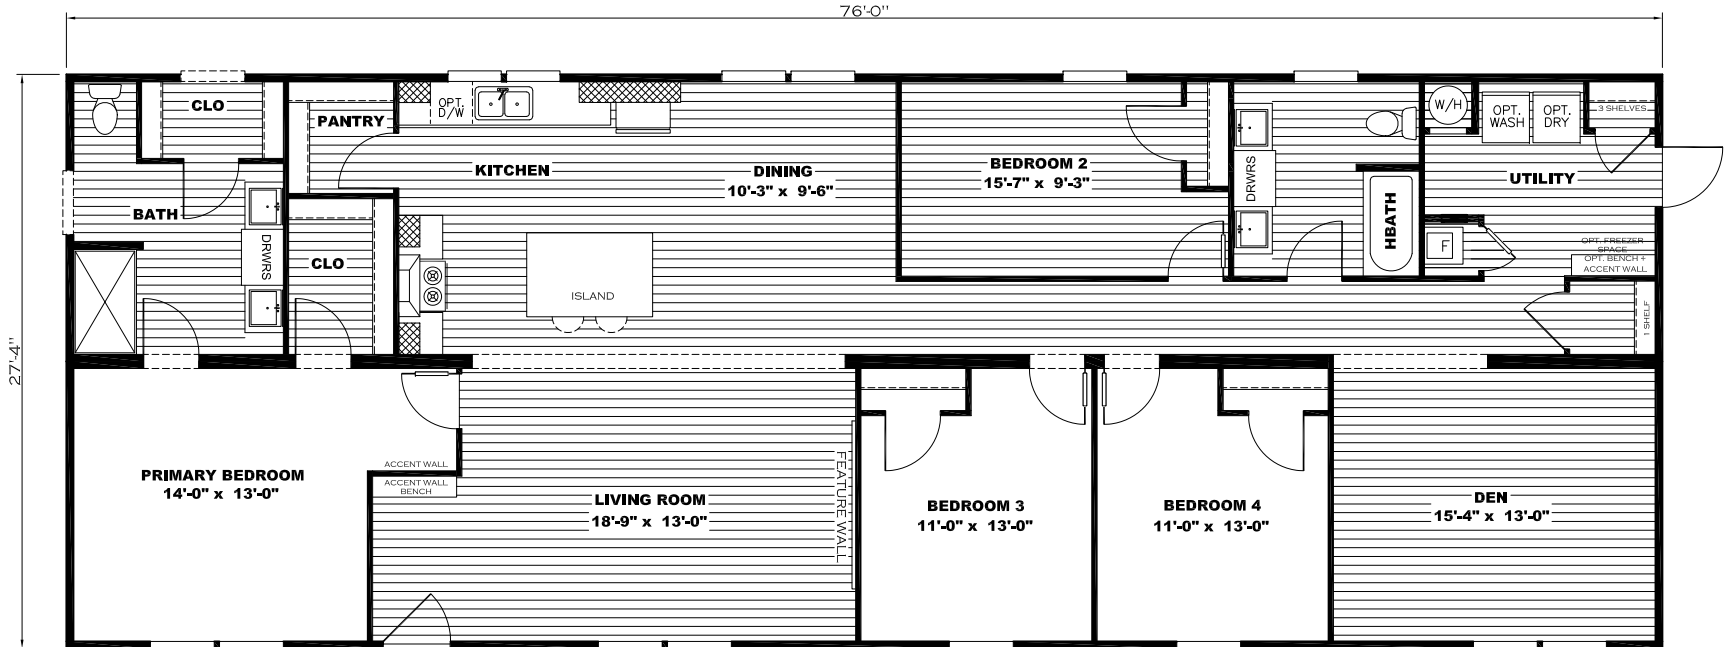 76'-0"
27'-4"
CLO
PANTRY
OPT.
D/W
KITCHEN
DINING
10'-3" x 9'-6"
BEDROOM 2
15'-7" x 9'-3"
DRWRS
HBATH
W/H
OPT.
WASH
OPT.
DRY
3 SHELVES
UTILITY
F
OPT. FREEZER
SPACE
OPT. BENCH +
ACCENT WALL
1 SHELF
BATH
DRWRS
CLO
ISLAND
PRIMARY BEDROOM
14'-0" x 13'-0"
ACCENT WALL
ACCENT WALL
BENCH
LIVING ROOM
18'-9" x 13'-0"
FEATURE WALL
BEDROOM 3
11'-0" x 13'-0"
BEDROOM 4
11'-0" x 13'-0"
DEN
15'-4" x 13'-0"